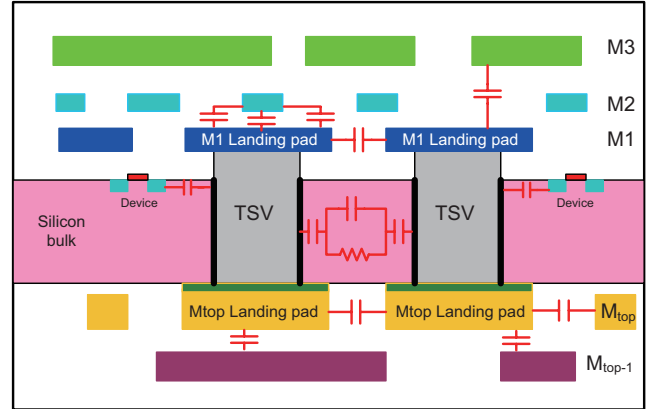 M3
M2
M1
M1 Landing pad
M1 Landing pad
Device
TSV
TSV
Device
Silicon
bulk
Mtop Landing pad
Mtop Landing pad
Mtop
Mtop-1